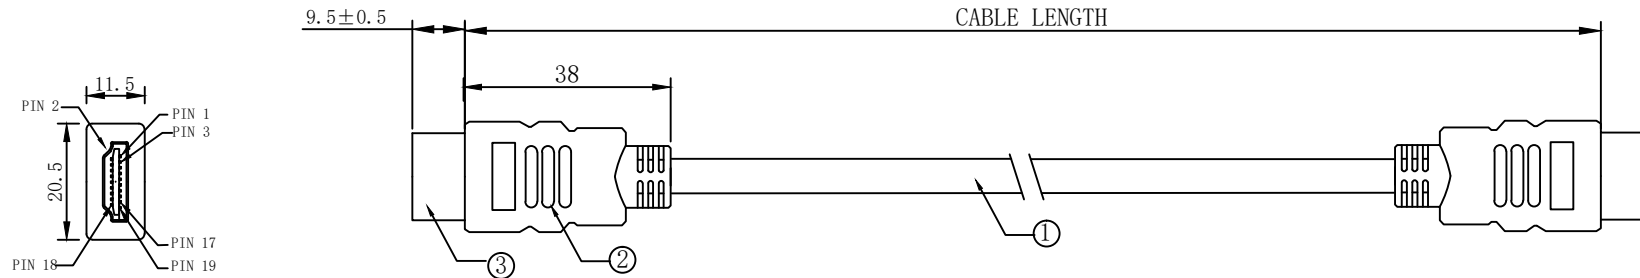 9.5±0.5
CABLE LENGTH
38
11.5
PIN 2
PIN 1
PIN 3
20.5
PIN 17
PIN 18
PIN 19
①
②
③